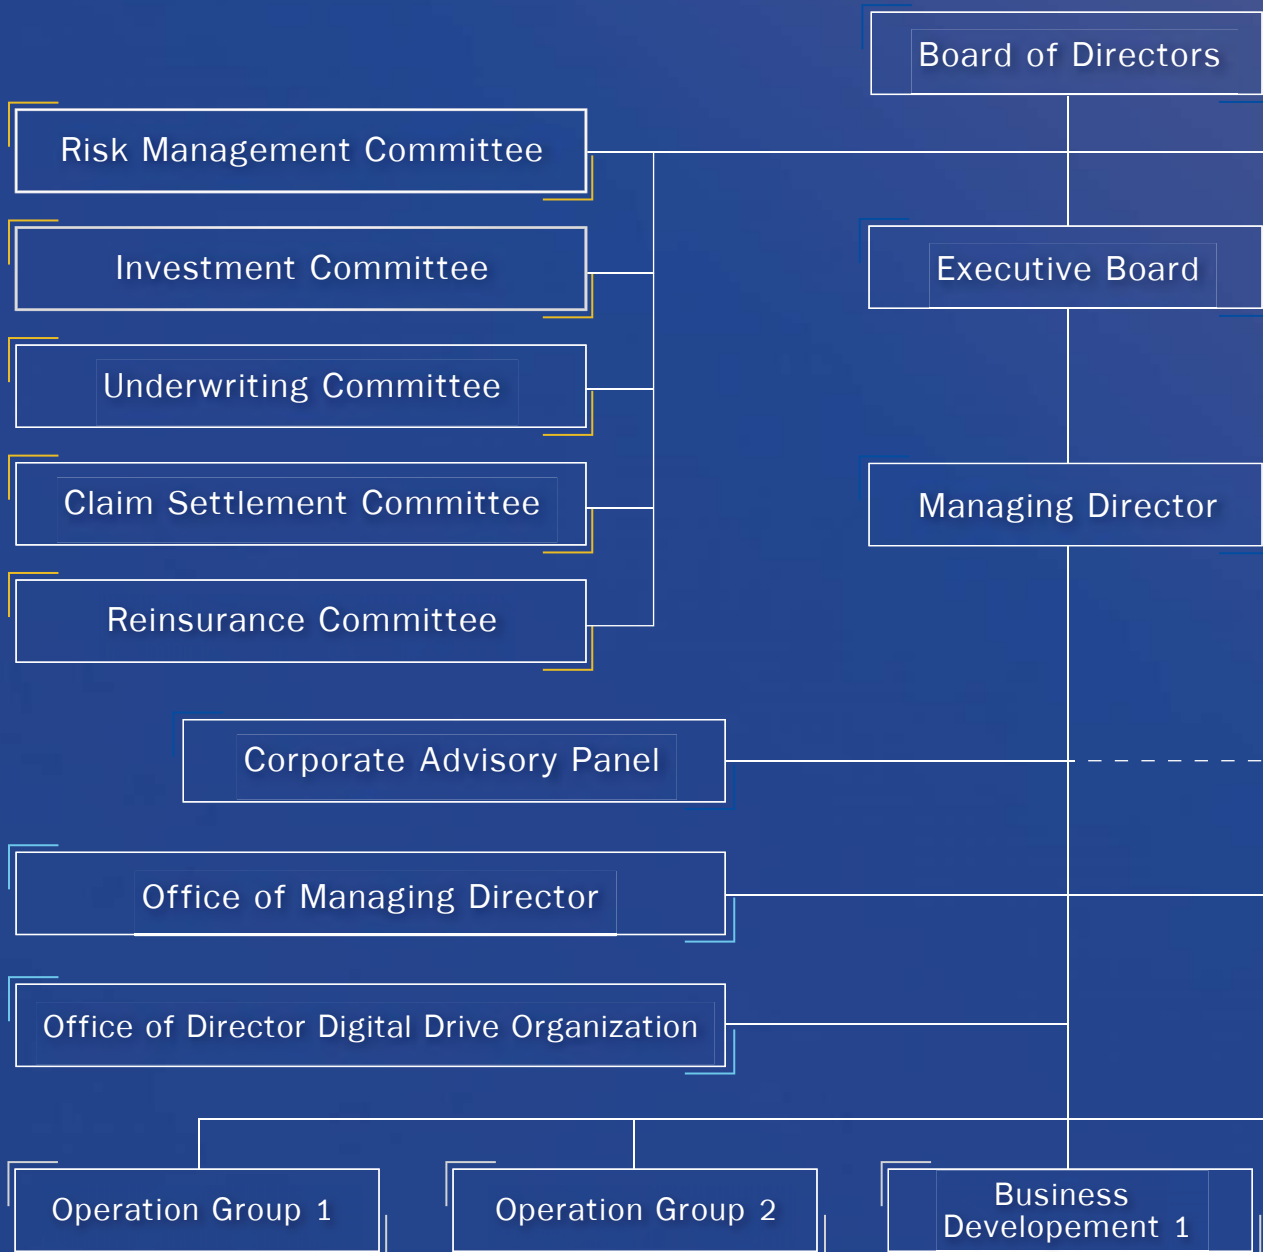 Board of Directors
Risk Management Committee
Investment Committee
Executive Board
Underwriting Committee
Claim Settlement Committee
Managing Director
Reinsurance Committee
Corporate Advisory Panel
Office of Managing Director
Office of Director Digital Drive Organization
Operation Group 1
Operation Group 2
Business
Developement 1